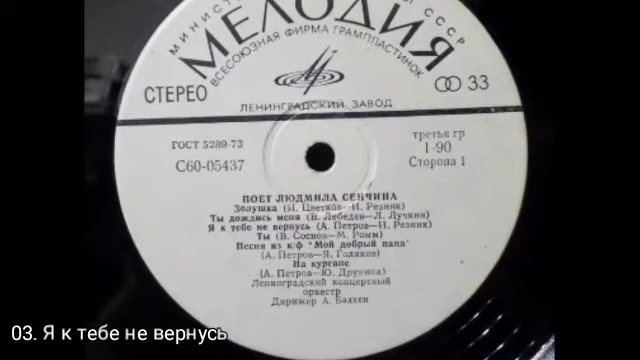 МИНИСТ СССР
МЕЛОДИЯ
ВСЕСОЮЗНАЯ ФИРМА ГРАМПЛАСТИНОК
СТЕРЕО
33
ЛЕНИНГРАДСКИЙ ЗАВОД
ГОСТ 5289-73
третья гр
С60-05437
1-90
Сторона 1
ПОЕТ ЛЮДМИЛА СЕНЧИНА
Золушка (И. Цветков—И. Резник)
Ты дождись меня (В. Лебедев—Л. Лучкин)
Я к тебе не вернусь (А. Петров—И. Резник)
Ты (В. Соснов—М. Ромм)
Песня из к/ф "Мой добрый папа"
(А. Петров—Я. Голяков)
На кургане
(А. Петров—Ю. Друнина)
Ленинградский концертный
оркестр
Дирижер А. Бадхен
03. Я к тебе не вернусь